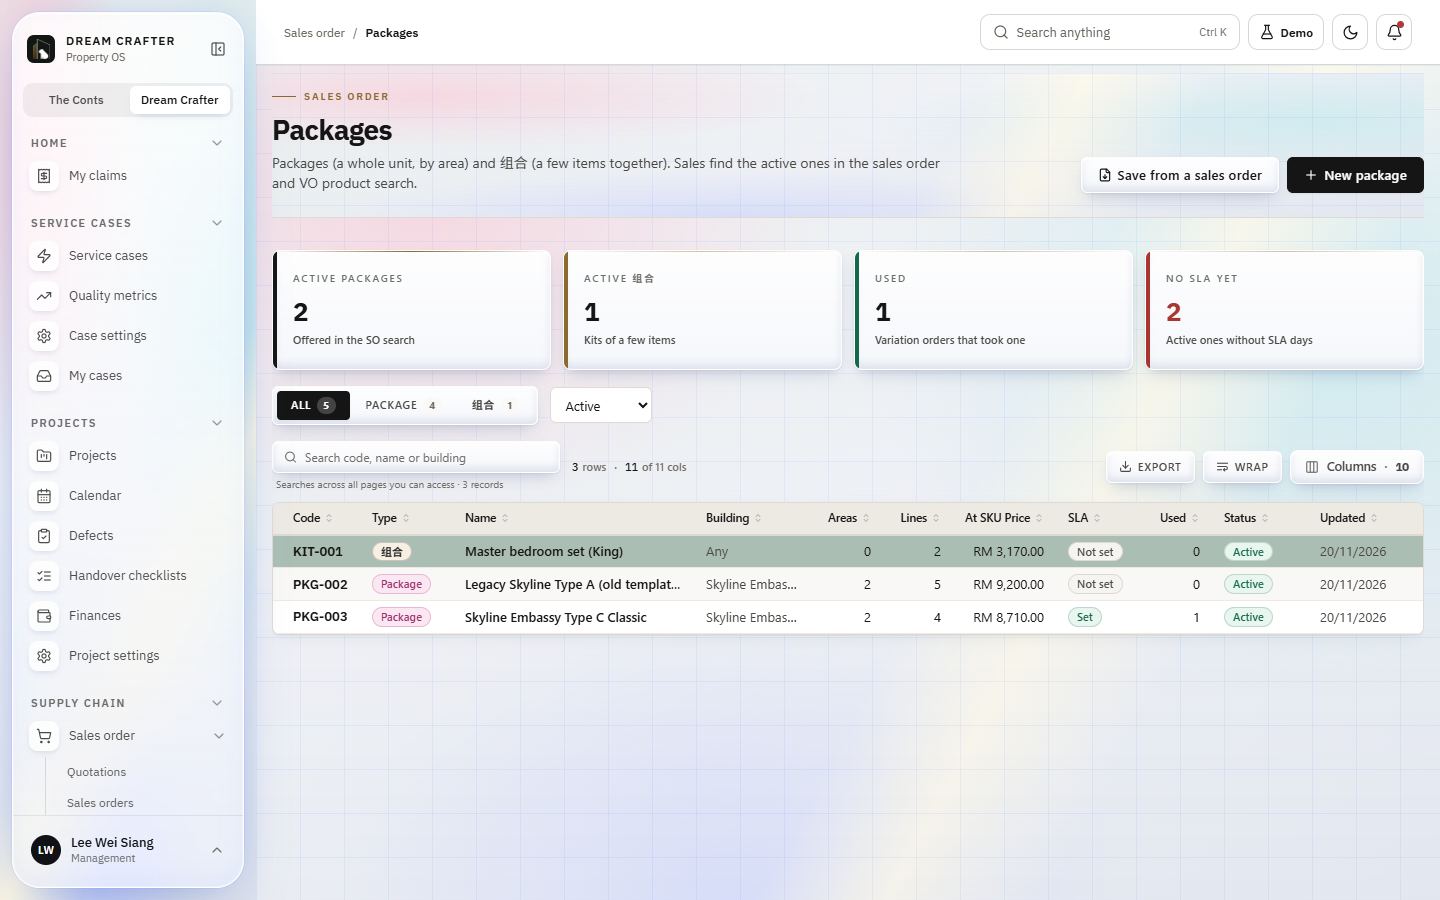 DREAM CRAFTER
Property OS
The Conts
Dream Crafter
HOME
My claims
SERVICE CASES
Service cases
Quality metrics
Case settings
My cases
PROJECTS
Projects
Calendar
Defects
Handover checklists
Finances
Project settings
SUPPLY CHAIN
Sales order
Quotations
Sales orders
LW
Lee Wei Siang
Management
Sales order / Packages
Search anything Ctrl K
Demo
SALES ORDER
Packages
Packages (a whole unit, by area) and 组合 (a few items together). Sales find the active ones in the sales order
and VO product search.
Save from a sales order
New package
ACTIVE PACKAGES
2
Offered in the SO search
ACTIVE 组合
1
Kits of a few items
USED
1
Variation orders that took one
NO SLA YET
2
Active ones without SLA days
ALL 5
PACKAGE 4
组合 1
Active
Search code, name or building
3 rows · 11 of 11 cols
Searches across all pages you can access · 3 records
EXPORT
WRAP
Columns · 10
Code Type Name Building Areas Lines At SKU Price SLA Used Status Updated
KIT-001 组合 Master bedroom set (King) Any 0 2 RM 3,170.00 Not set 0 Active 20/11/2026
PKG-002 Package Legacy Skyline Type A (old templat... Skyline Embas... 2 5 RM 9,200.00 Not set 0 Active 20/11/2026
PKG-003 Package Skyline Embassy Type C Classic Skyline Embas... 2 4 RM 8,710.00 Set 1 Active 20/11/2026